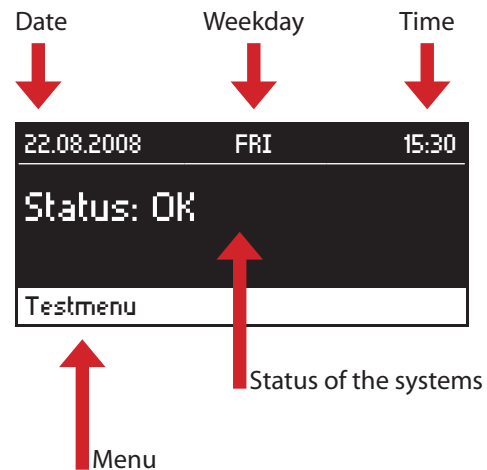 Date Weekday Time
22.08.2008 FRI 15:30
Status: OK
Testmenu
Status of the systems
Menu